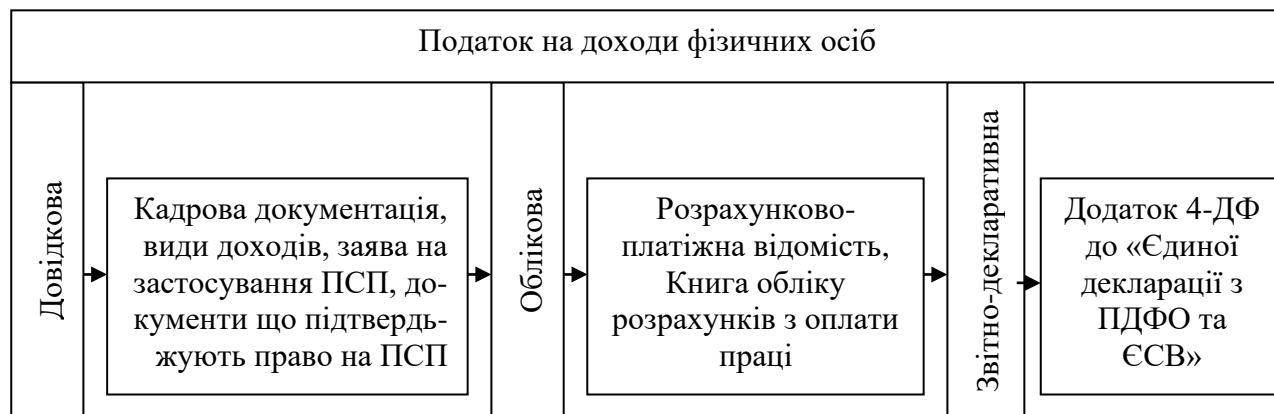 Податок на доходи фізичних осіб
Довідкова
Кадрова документація,
види доходів, заява на
застосування ПСП, до-
кументи що підтвердь-
жують право на ПСП
Облікова
Розрахунково-
платіжна відомість,
Книга обліку
розрахунків з оплати
праці
Звітно-декларативна
Додаток 4-ДФ
до «Єдиної
декларації з
ПДФО та
ЄСВ»